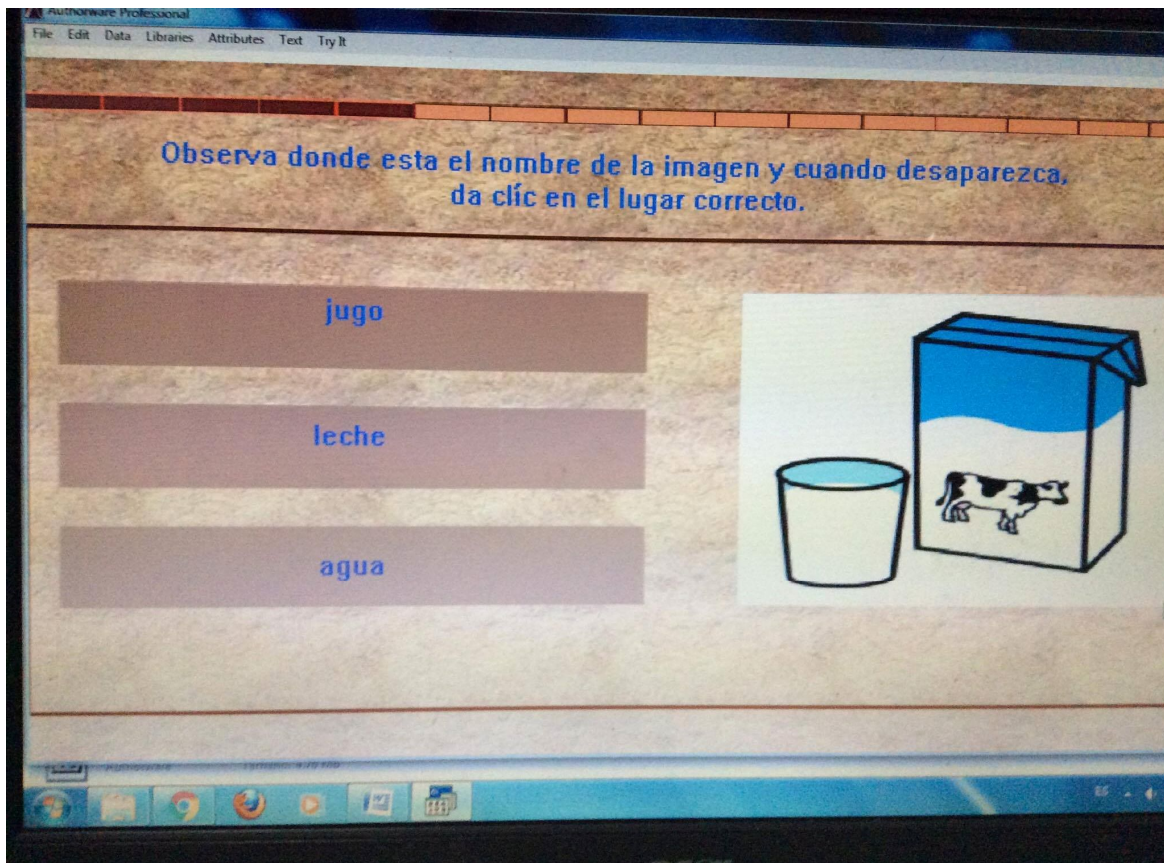 Authorware Professional
File Edit Data Libraries Attributes Text Try It
Observa donde esta el nombre de la imagen y cuando desaparezca,
da clíc en el lugar correcto.
jugo
leche
agua
ES